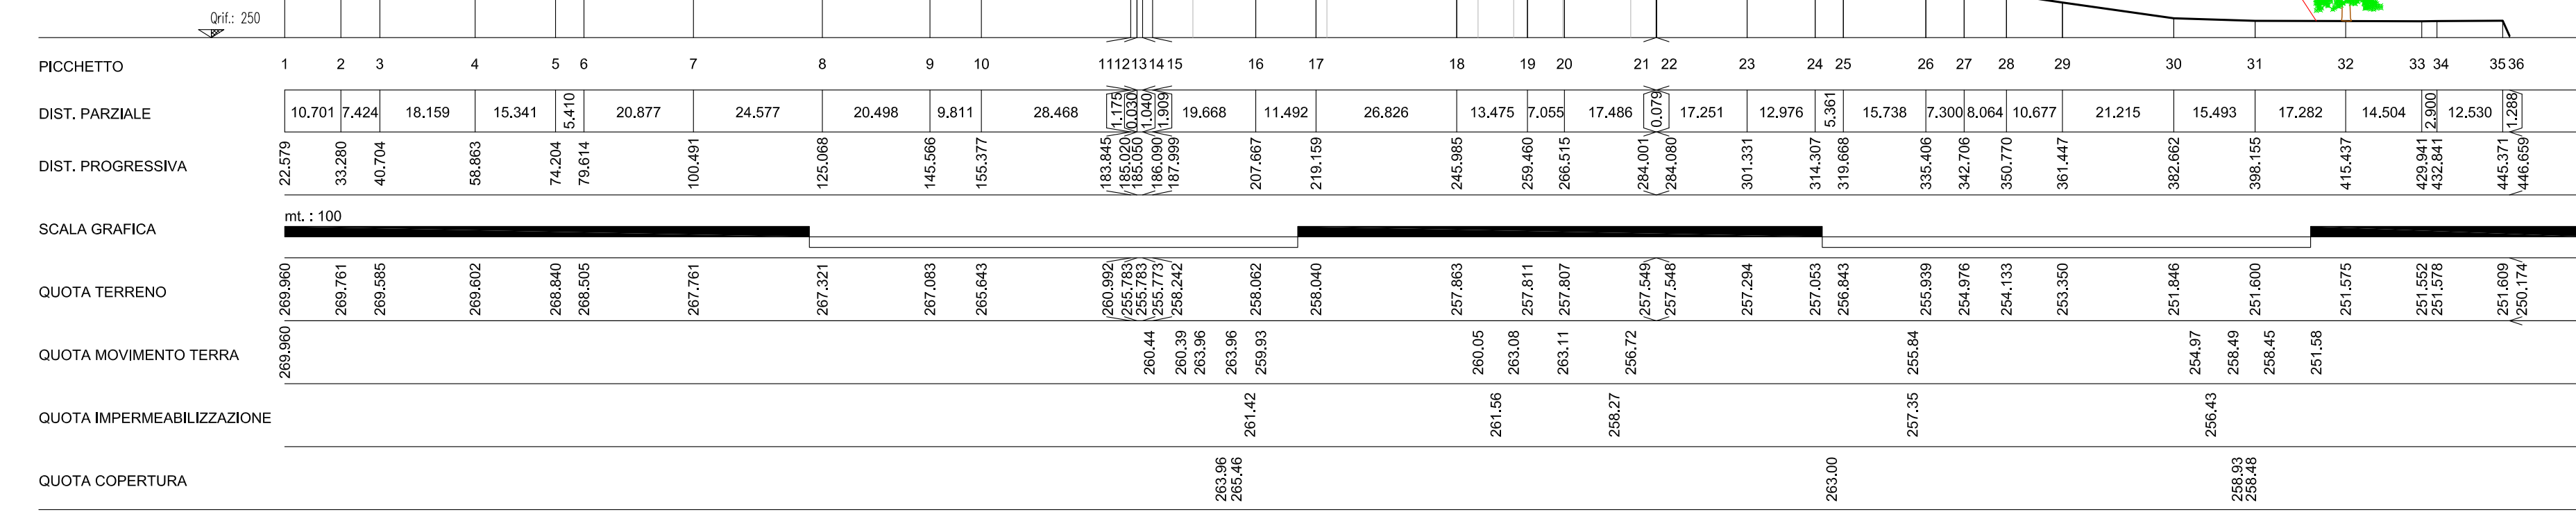 Qrif.: 250
PICCHETTO 1 2 3 4 5 6 7 8 9 10 11 12 13 14 15 16 17 18 19 20 21 22 23 24 25 26 27 28 29 30 31 32 33 34 35 36
DIST. PARZIALE 10.701 7.424 18.159 15.341 5.410 20.877 24.577 20.498 9.811 28.468 1.175 0.030 1.040 1.909 19.668 11.492 26.826 13.475 7.055 17.486 0.079 17.251 12.976 5.361 15.738 7.300 8.064 10.677 21.215 15.493 17.282 14.504 2.900 12.530 1.288
DIST. PROGRESSIVA 22.579 33.280 40.704 58.863 74.204 79.614 100.491 125.068 145.566 155.377 183.845 185.020 185.050 186.090 187.999 207.667 219.159 245.985 259.460 266.515 284.001 284.080 301.331 314.307 319.668 335.406 342.706 350.770 361.447 382.662 398.155 415.437 429.941 432.841 445.371 446.659
mt. : 100
SCALA GRAFICA
QUOTA TERRENO 269.960 269.761 269.585 269.602 268.840 268.505 267.761 267.321 267.083 265.643 260.992 255.783 255.783 255.773 258.242 258.062 258.040 257.863 257.811 257.807 257.549 257.548 257.294 257.053 256.843 255.939 254.976 254.133 253.350 251.846 251.600 251.575 251.552 251.578 251.609 250.174
QUOTA MOVIMENTO TERRA 269.960 260.44 260.39 263.96 263.96 259.93 260.05 263.08 263.11 256.72 255.84 254.97 258.49 258.45 251.58
QUOTA IMPERMEABILIZZAZIONE 261.42 261.56 258.27 257.35 256.43
QUOTA COPERTURA 263.96 265.46 263.00 258.93 258.48